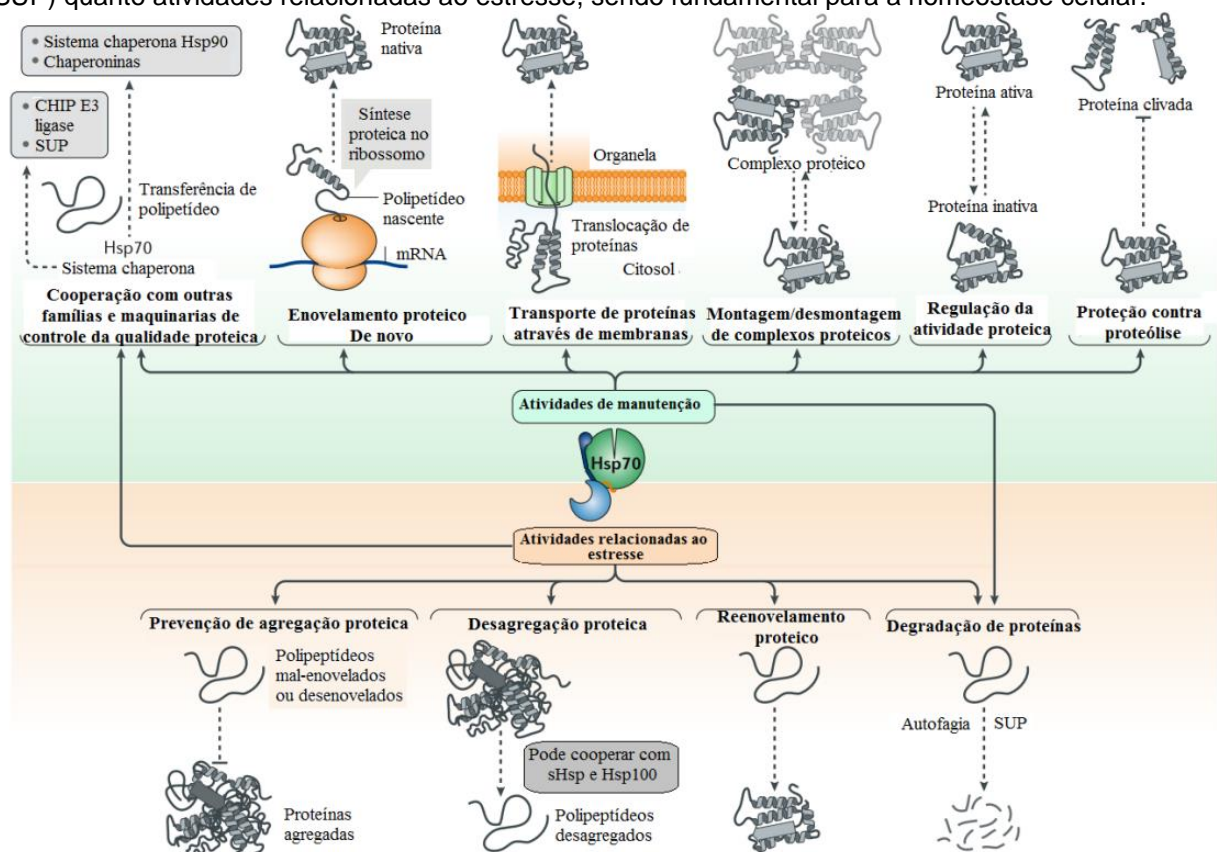 SUP) quanto atividades relacionadas ao estresse, sendo fundamental para a homeostase celular.
Sistema chaperona Hsp90
Chaperoninas
CHIP E3
ligase
SUP
Transferência de
polipetídeo
Hsp70
Sistema chaperona
Cooperação com outras
famílias e maquinarias de
controle da qualidade proteica
Proteína
nativa
Síntese
proteica no
ribossomo
Polipetídeo
nascente
mRNA
Enovelamento proteico
De novo
Organela
Translocação de
proteínas
Citosol
Transporte de proteínas
através de membranas
Complexo protéico
Montagem/desmontagem
de complexos proteicos
Proteína ativa
Proteína inativa
Regulação da
atividade proteica
Proteína clivada
Proteção contra
proteólise
Atividades de manutenção
Hsp70
Atividades relacionadas ao
estresse
Prevenção de agregação proteica
Polipeptídeos
mal-enovelados
ou desenovelados
Proteínas
agregadas
Desagregação proteica
Pode cooperar com
sHsp e Hsp100
Polipeptídeos
desagregados
Reenovelamento
proteico
Degradação de proteínas
Autofagia
SUP